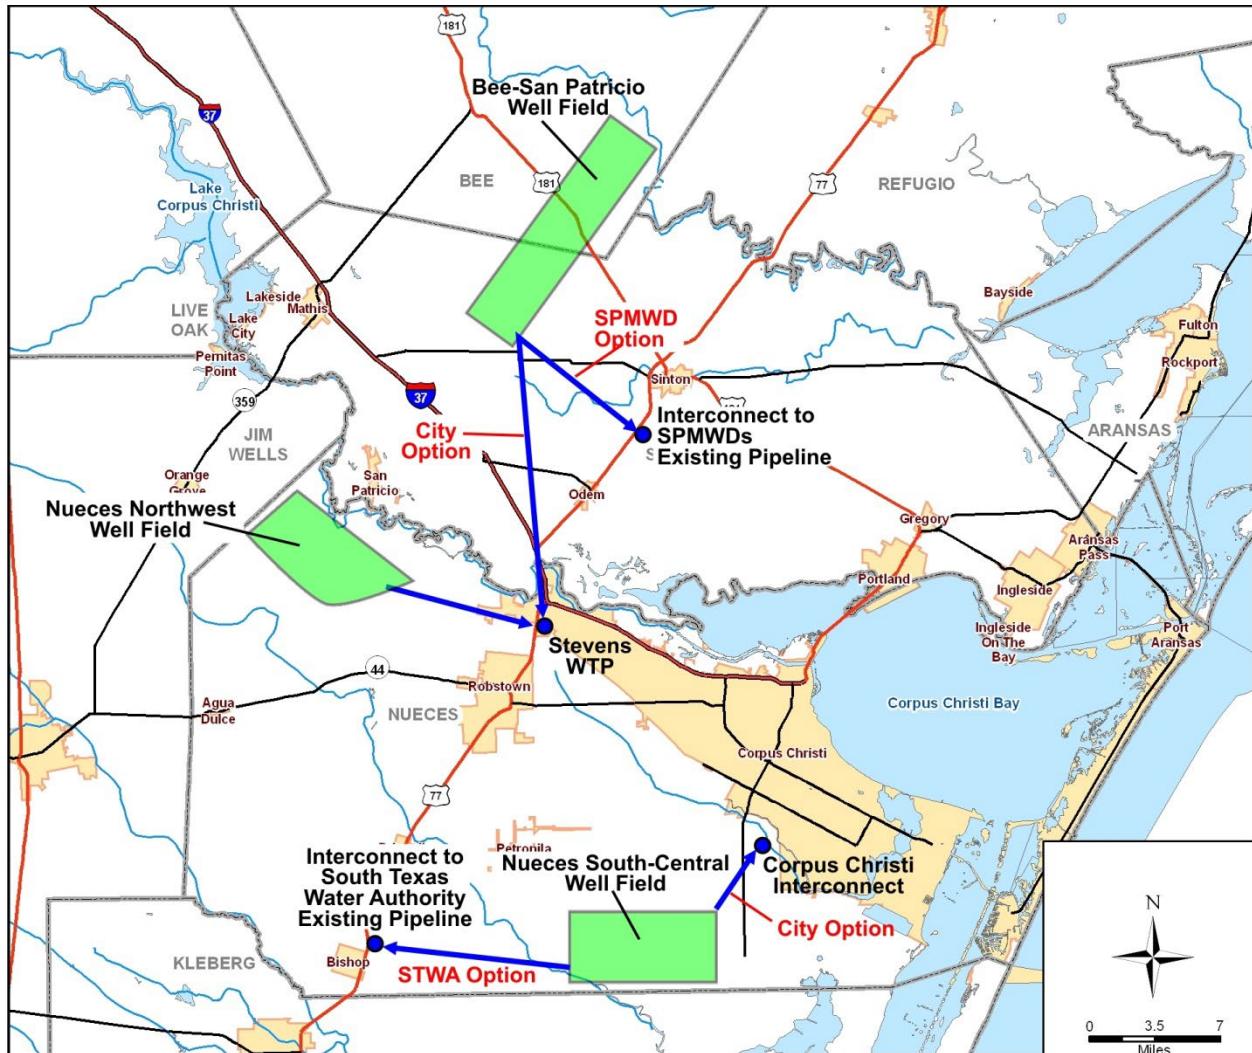 181
77
37
Bee-San Patricio
Well Field
BEE
181
77
REFUGIO
Lake
Corpus Christi
Bayside
LIVE
OAK
Lakeside
Mathis
Lake
City
Pernitas
Point
SPMWD
Option
Fulton
Rockport
Sinton
37
359
City
Option
Interconnect to
SPMWDs
Existing Pipeline
ARANSAS
JIM
WELLS
Orange
San
Patricio
Odem
Nueces Northwest
Well Field
Gregory
Aransas
Pass
Portland
Ingleside
Ingleside
On The
Bay
Port
Aransas
Stevens
WTP
44
Robstown
Agua
Dulce
NUECES
Corpus Christi Bay
Corpus Christi
77
Petronila
Interconnect to
South Texas
Water Authority
Existing Pipeline
Nueces South-Central
Well Field
Corpus Christi
Interconnect
City Option
KLEBERG
Bishop
STWA Option
N
0 3.5 7
Miles